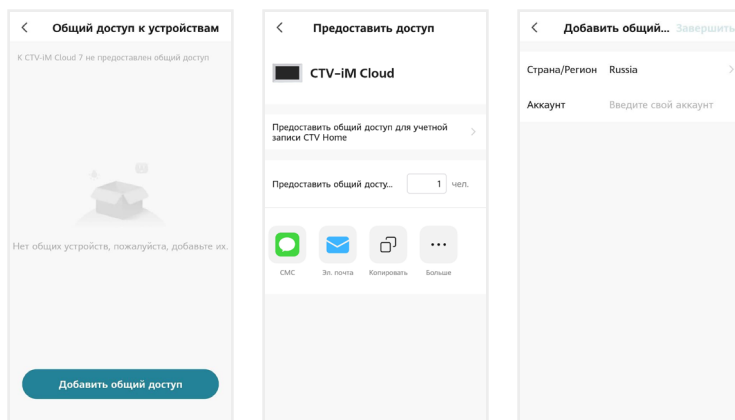 Общий доступ к устройствам
К CTV-iM Cloud 7 не предоставлен общий доступ
Нет общих устройств, пожалуйста, добавьте их.
Добавить общий доступ
Предоставить доступ
CTV-iM Cloud
Предоставить общий доступ для учетной
записи CTV Home
Предоставить общий досту... 1 чел.
СМС Эл. почта Копировать Больше
Добавить общий... Завершить
Страна/Регион Russia
Аккаунт Введите свой аккаунт